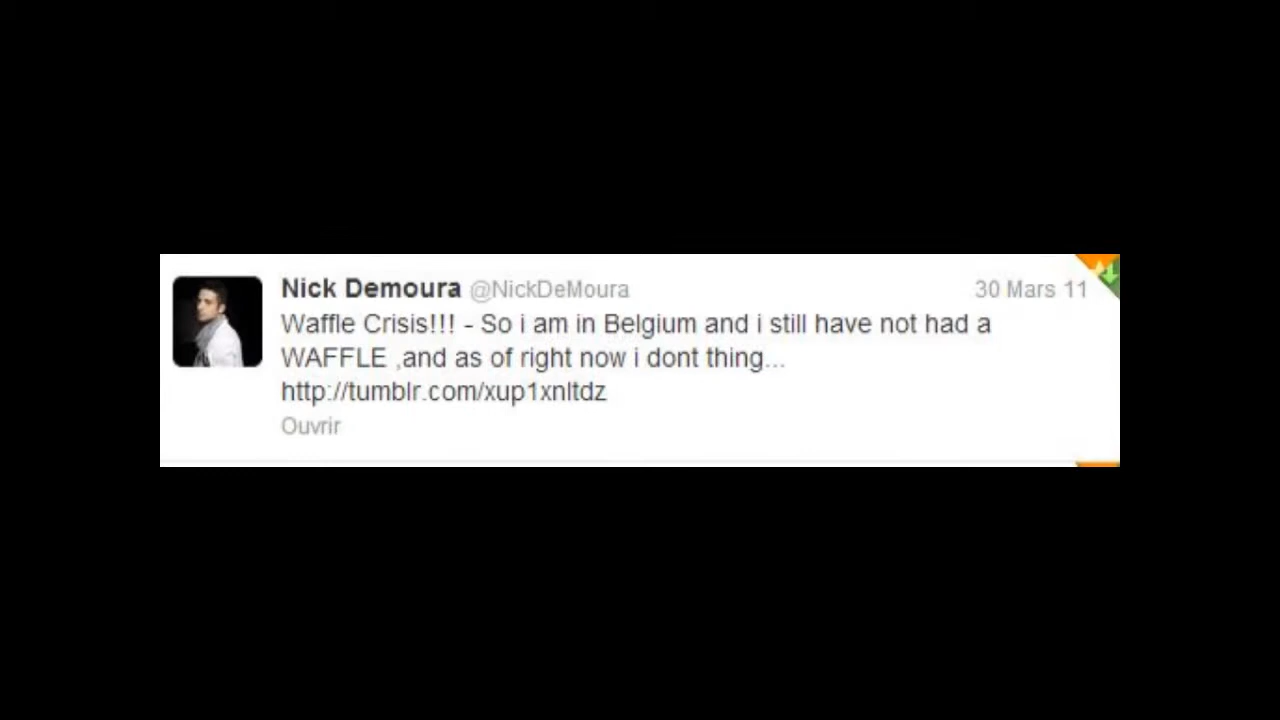 Nick Demoura @NickDeMoura 30 Mars 11
Waffle Crisis!!! - So i am in Belgium and i still have not had a
WAFFLE ,and as of right now i dont thing...
http://tumblr.com/xup1xnltdz
Ouvrir